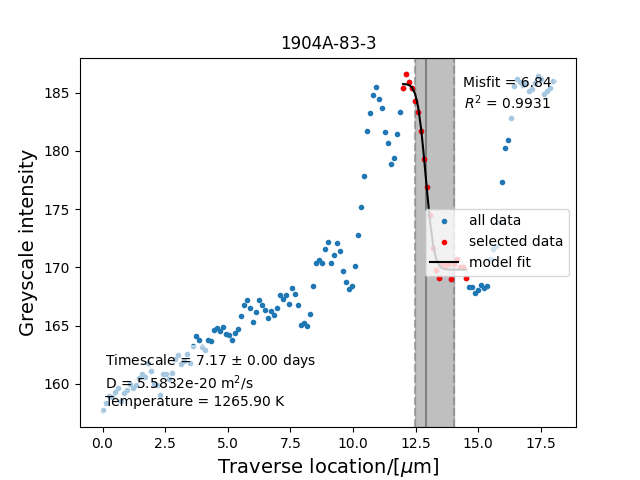 1904A-83-3
Misfit = 6.84
R² = 0.9931
185
180
175
170
165
160
Greyscale intensity
all data
selected data
model fit
Timescale = 7.17 ± 0.00 days
D = 5.5832e-20 m²/s
Temperature = 1265.90 K
0.0 2.5 5.0 7.5 10.0 12.5 15.0 17.5
Traverse location/[μm]